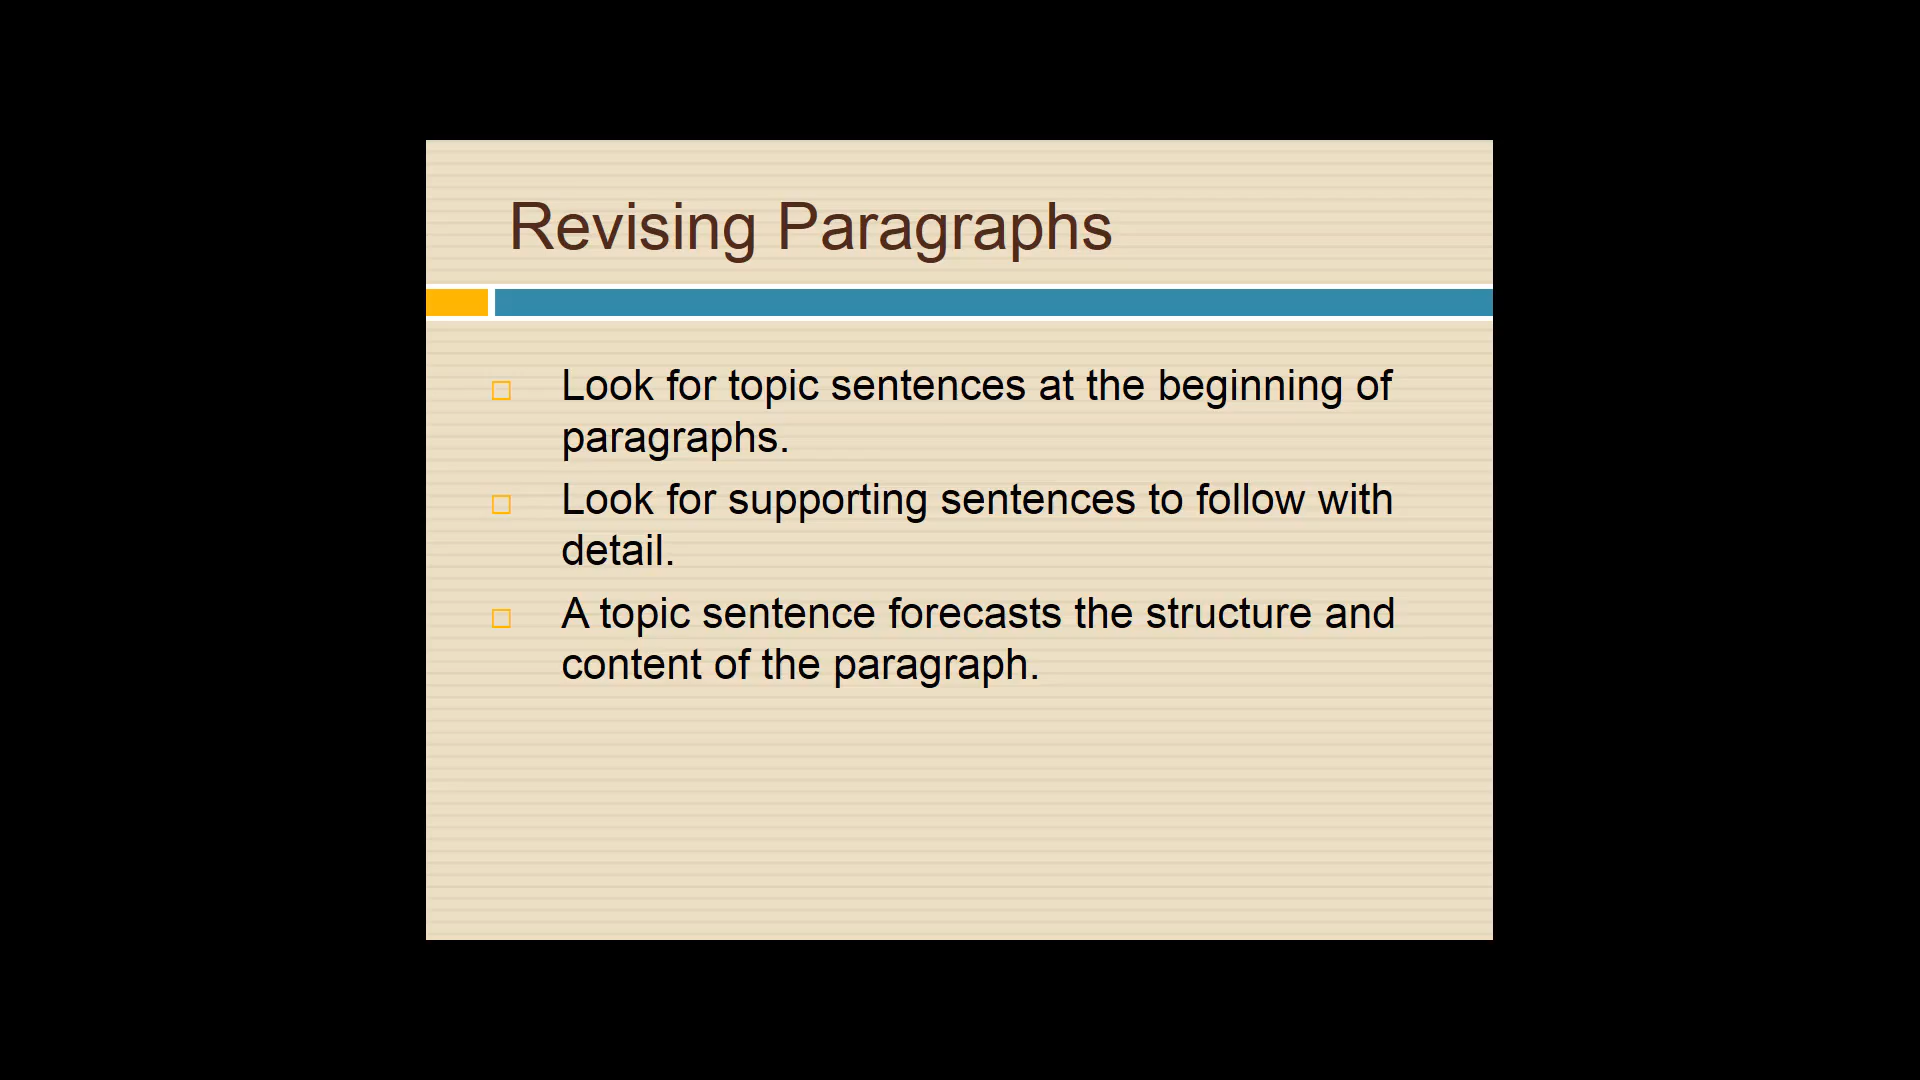 Revising Paragraphs
Look for topic sentences at the beginning of
paragraphs.
Look for supporting sentences to follow with
detail.
A topic sentence forecasts the structure and
content of the paragraph.